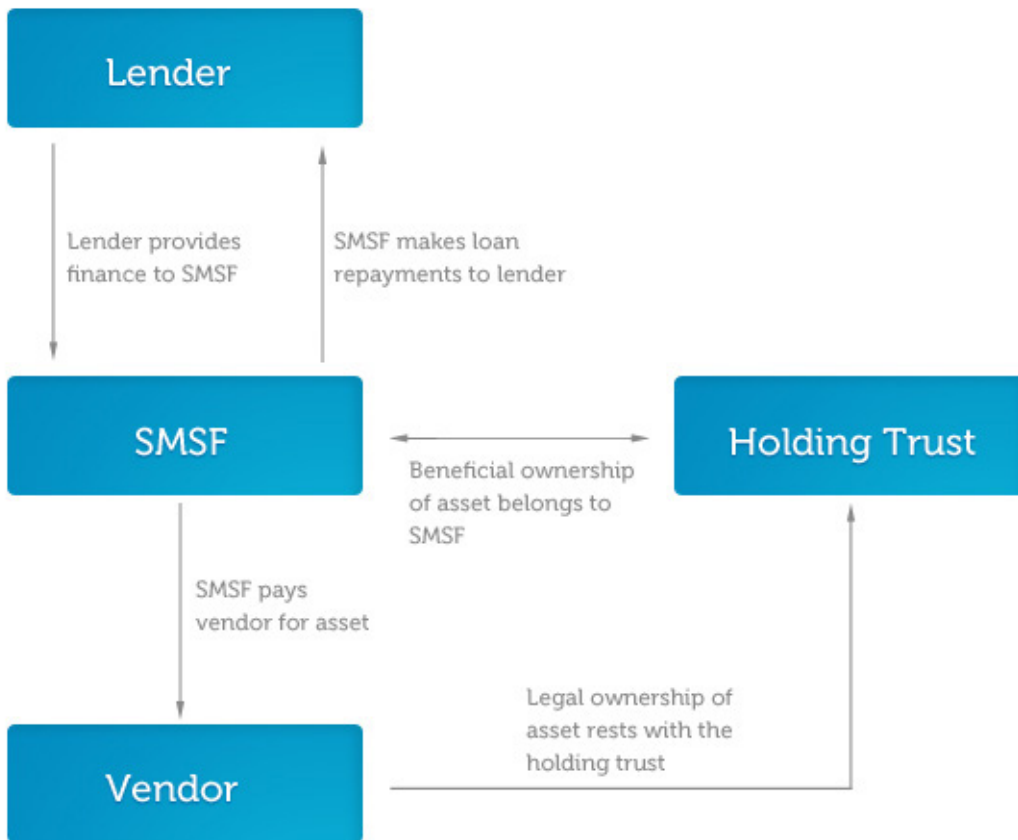 Lender
Lender provides
finance to SMSF
SMSF makes loan
repayments to lender
SMSF
Beneficial ownership
of asset belongs to
SMSF
Holding Trust
SMSF pays
vendor for asset
Legal ownership of
asset rests with the
holding trust
Vendor